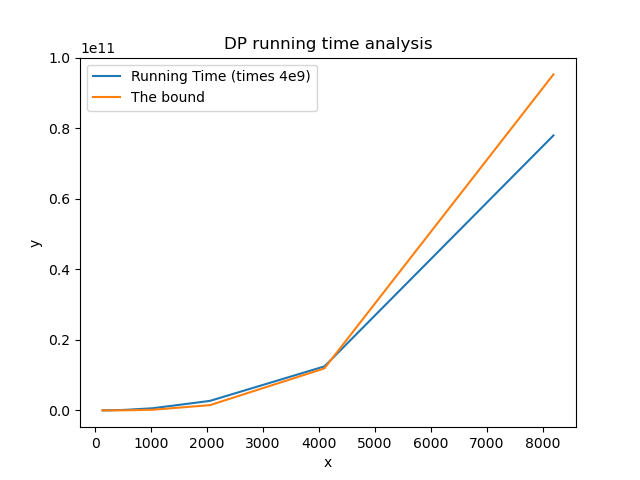 DP running time analysis
1e11
Running Time (times 4e9)
The bound
1.0
0.8
0.6
0.4
0.2
0.0
y
0 1000 2000 3000 4000 5000 6000 7000 8000
x